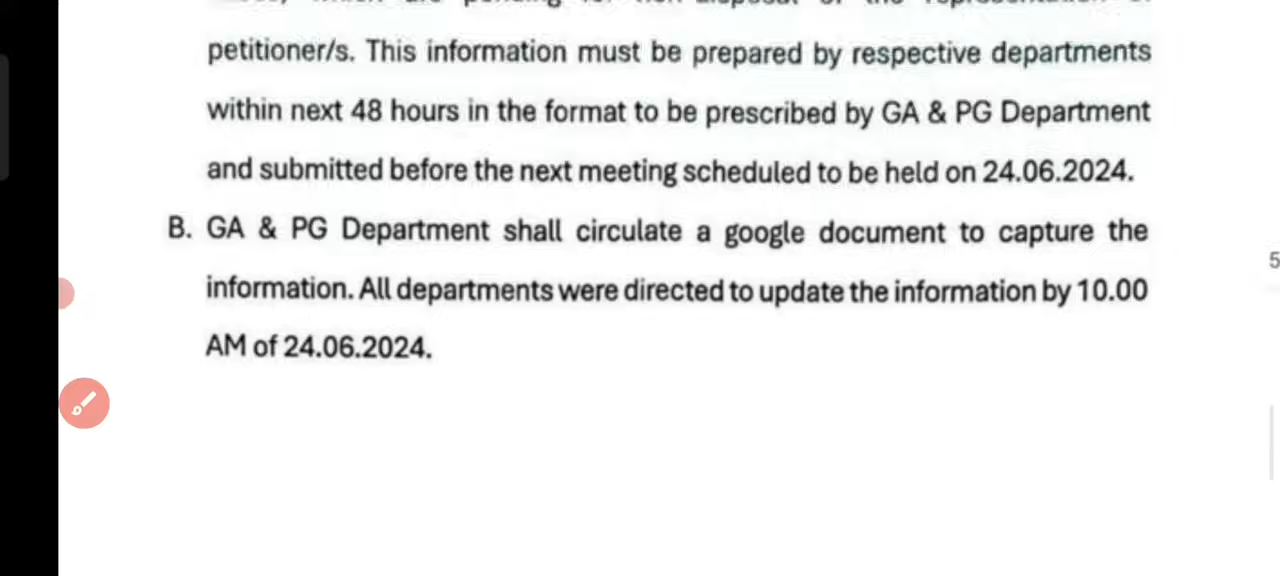 petitioner/s. This information must be prepared by respective departments
within next 48 hours in the format to be prescribed by GA & PG Department
and submitted before the next meeting scheduled to be held on 24.06.2024.
B. GA & PG Department shall circulate a google document to capture the
information. All departments were directed to update the information by 10.00
AM of 24.06.2024.
5